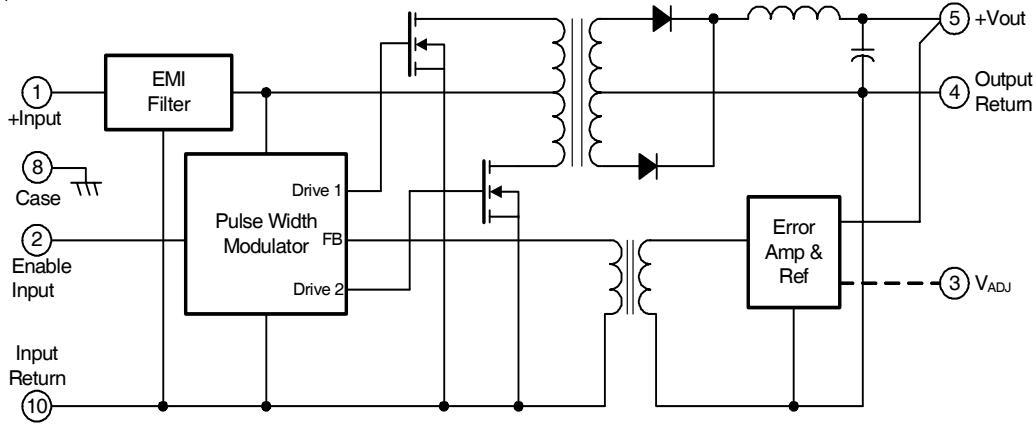 5
+Vout
EMI
Filter
1
+Input
4
Output
Return
8
Case
Drive 1
Pulse Width
Modulator
FB
Drive 2
2
Enable
Input
Error
Amp &
Ref
3
VADJ
Input
Return
10